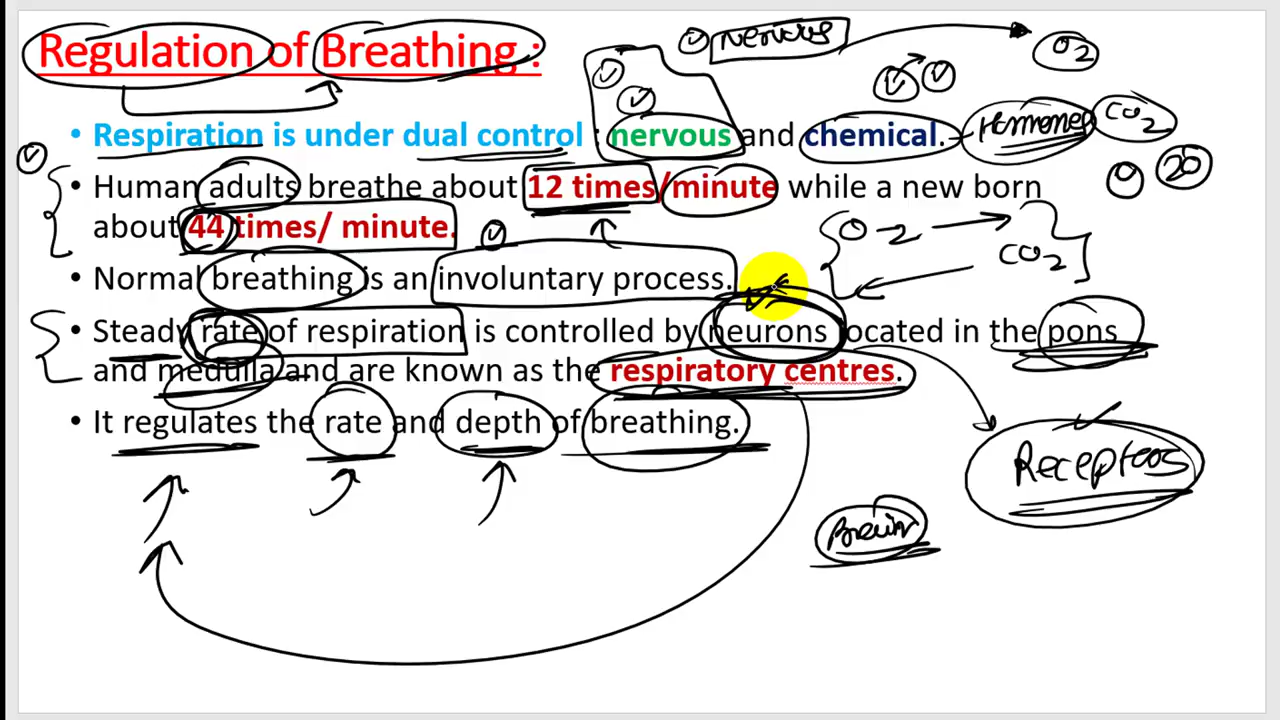 Regulation of Breathing :
nervous
O2
• Respiration is under dual control : nervous and chemical.
Hormones
CO2
20
• Human adults breathe about 12 times/minute while a new born
about 44 times/ minute.
O2
CO2
• Normal breathing is an involuntary process.
• Steady rate of respiration is controlled by neurons located in the pons
and medulla and are known as the respiratory centres.
• It regulates the rate and depth of breathing.
Receptors
Brain